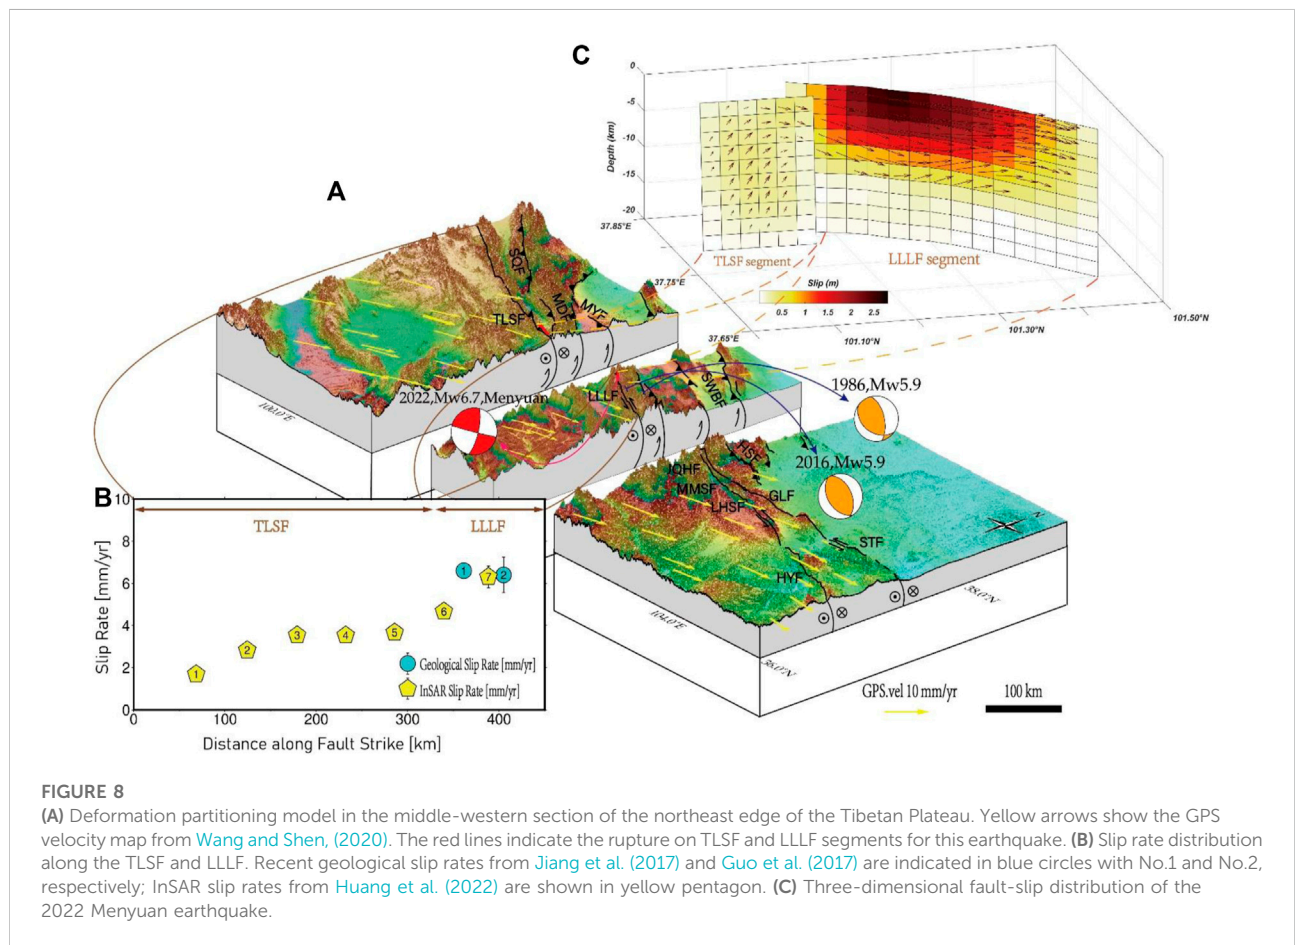 C
0
-5
-10
-15
-20
Depth (km)
37.85°E
37.75°E
37.65°E
TLSF segment
LLLF segment
Slip (m)
0.5 1 1.5 2 2.5
101.10°N
101.30°N
101.50°N
A
SQF
MDF
MYF
TLSF
100.0°E
2022,Mw6.7,Menyuan
LLLF
SWBF
1986,Mw5.9
2016,Mw5.9
HSF
JQHF
MMSF
LHSF
GLF
STF
HYF
N
104.0°E
36.0°N
38.0°N
GPS.vel 10 mm/yr
100 km
B
10
8
6
4
2
0
Slip Rate [mm/yr]
TLSF
LLLF
1
2
3
4
5
6
1
7
2
Geological Slip Rate [mm/yr]
InSAR Slip Rate [mm/yr]
0 100 200 300 400
Distance along Fault Strike [km]
FIGURE 8
(A) Deformation partitioning model in the middle-western section of the northeast edge of the Tibetan Plateau. Yellow arrows show the GPS
velocity map from Wang and Shen, (2020). The red lines indicate the rupture on TLSF and LLLF segments for this earthquake. (B) Slip rate distribution
along the TLSF and LLLF. Recent geological slip rates from Jiang et al. (2017) and Guo et al. (2017) are indicated in blue circles with No.1 and No.2,
respectively; InSAR slip rates from Huang et al. (2022) are shown in yellow pentagon. (C) Three-dimensional fault-slip distribution of the
2022 Menyuan earthquake.